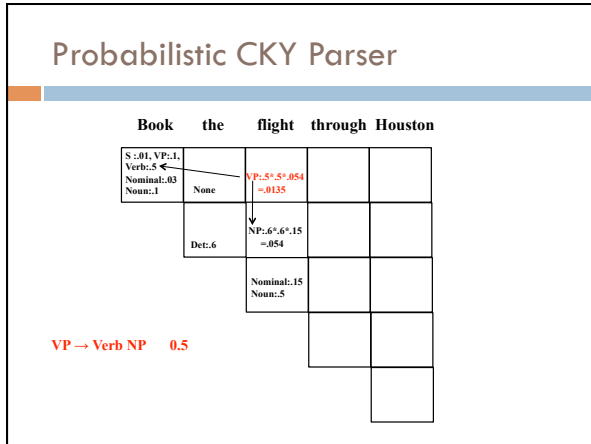 Probabilistic CKY Parser
Book the flight through Houston
S :.01, VP:.1,
Verb:.5
Nominal:.03
Noun:.1
None
VP:.5*.5*.054
=.0135
Det:.6
NP:.6*.6*.15
=.054
Nominal:.15
Noun:.5
VP → Verb NP 0.5